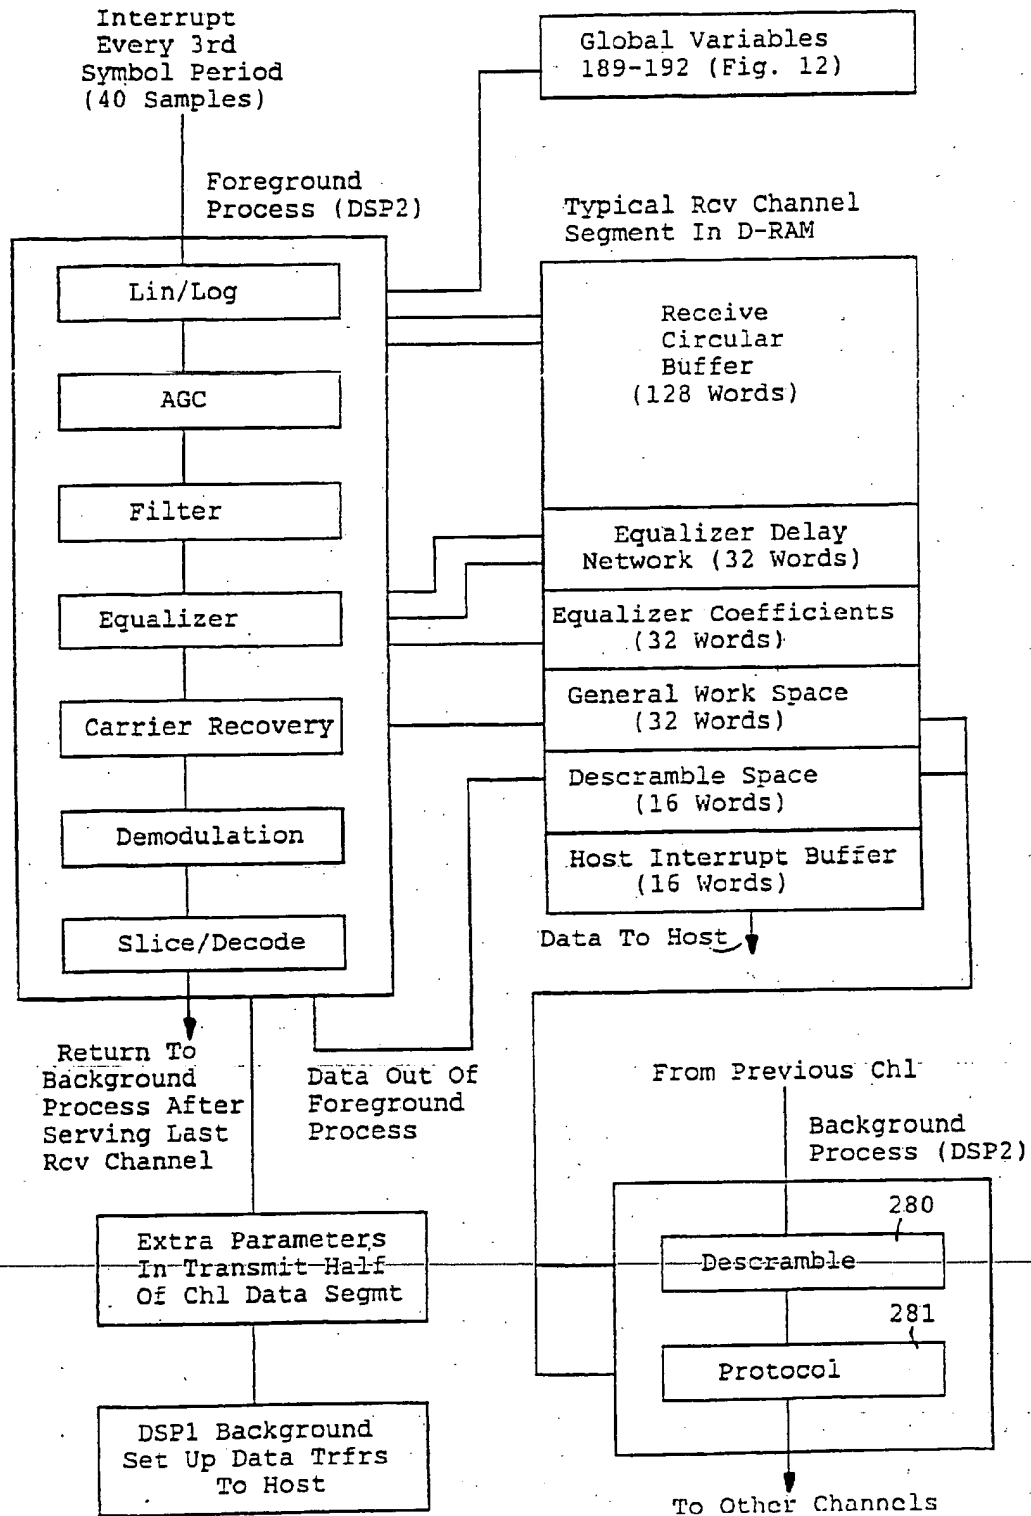 Interrupt
Every 3rd
Symbol Period
(40 Samples)
Global Variables
189-192 (Fig. 12)
Foreground
Process (DSP2)
Typical Rcv Channel
Segment In D-RAM
Lin/Log
AGC
Filter
Equalizer
Carrier Recovery
Demodulation
Slice/Decode
Receive
Circular
Buffer
(128 Words)
Equalizer Delay
Network (32 Words)
Equalizer Coefficients
(32 Words)
General Work Space
(32 Words)
Descramble Space
(16 Words)
Host Interrupt Buffer
(16 Words)
Data To Host
Return To
Background
Process After
Serving Last
Rcv Channel
Data Out Of
Foreground
Process
From Previous Chl
Background
Process (DSP2)
280
Descramble
281
Protocol
To Other Channels
Extra Parameters
In Transmit Half
Of Chl Data Segmt
DSP1 Background
Set Up Data Trfrs
To Host